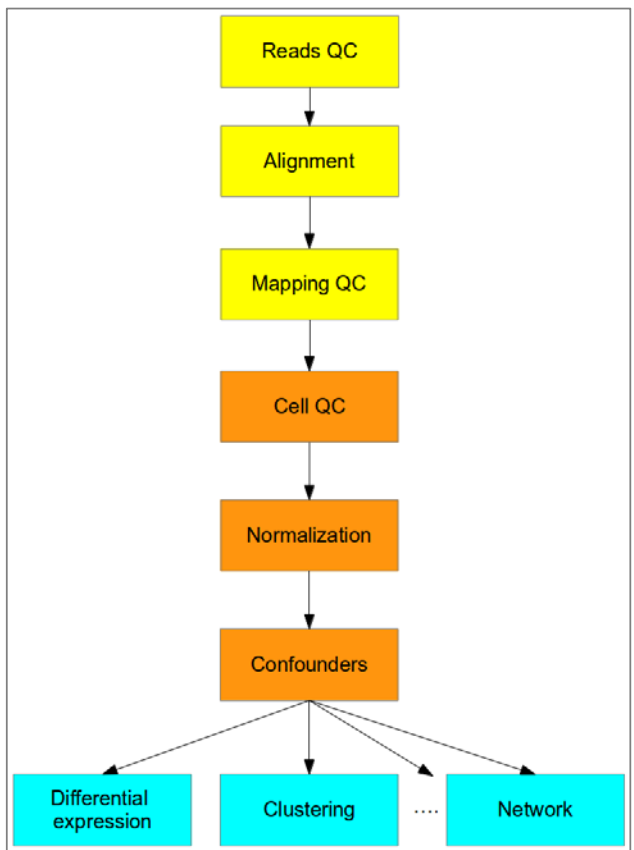 Reads QC
Alignment
Mapping QC
Cell QC
Normalization
Confounders
Differential
expression
Clustering
....
Network